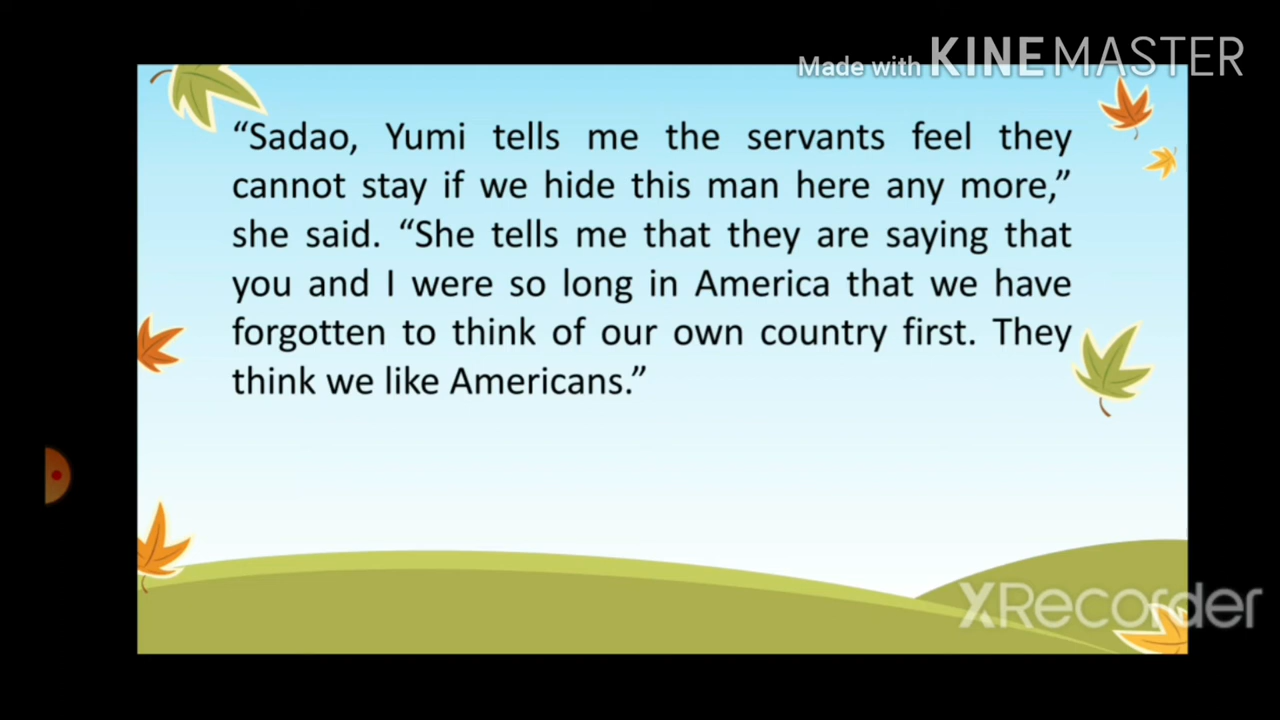 Made with KINEMASTER
“Sadao, Yumi tells me the servants feel they
cannot stay if we hide this man here any more,”
she said. “She tells me that they are saying that
you and I were so long in America that we have
forgotten to think of our own country first. They
think we like Americans.”
XRecorder